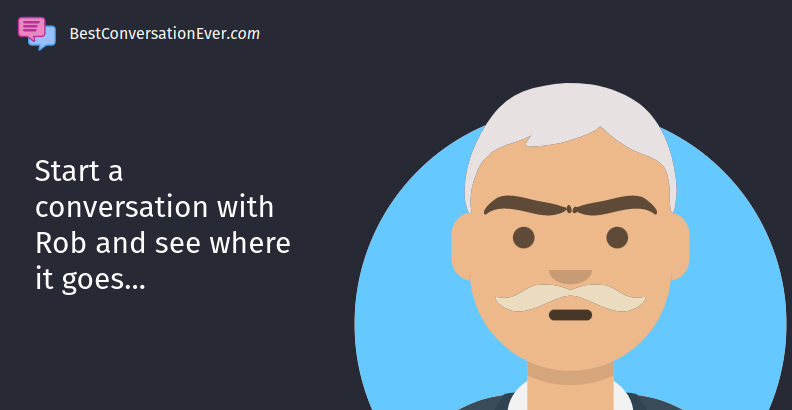 BestConversationEver.com
Start a
conversation with
Rob and see where
it goes...